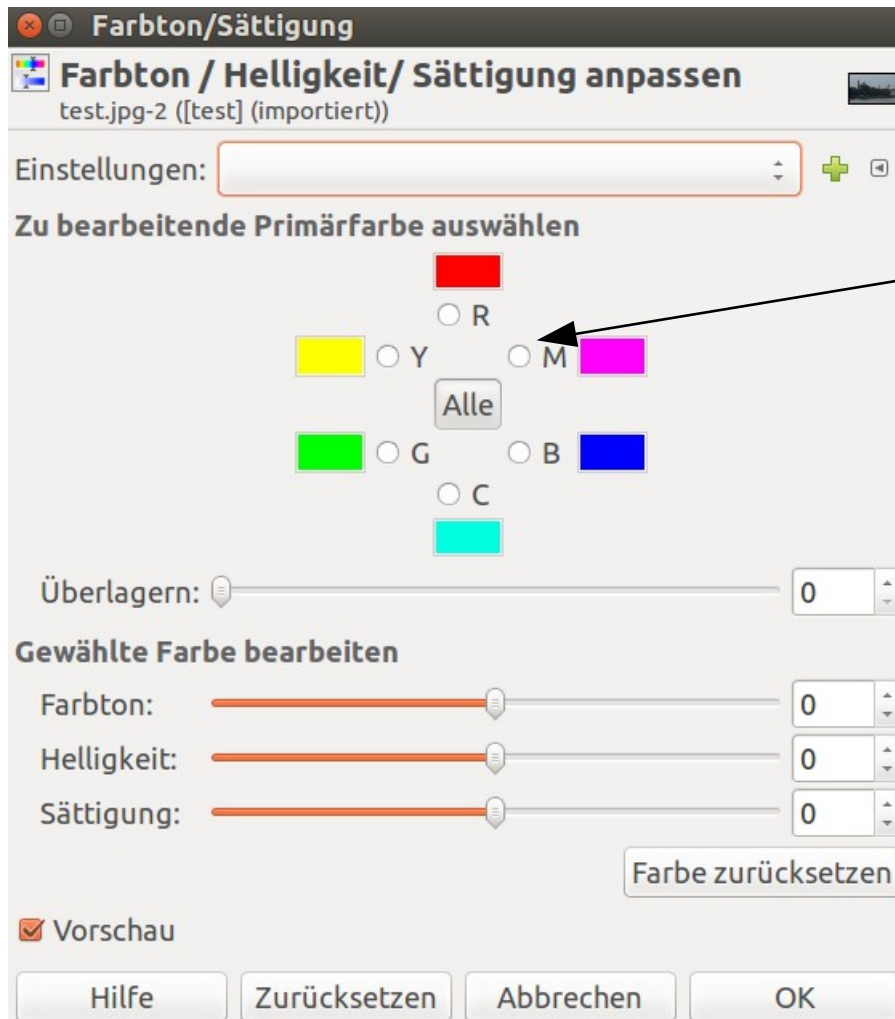 Farbton/Sättigung
Farbton / Helligkeit/ Sättigung anpassen
test.jpg-2 ([test] (importiert))
Einstellungen:
Zu bearbeitende Primärfarbe auswählen
R
Y M
Alle
G B
C
Überlagern: 0
Gewählte Farbe bearbeiten
Farbton: 0
Helligkeit: 0
Sättigung: 0
Farbe zurücksetzen
Vorschau
Hilfe Zurücksetzen Abbrechen OK